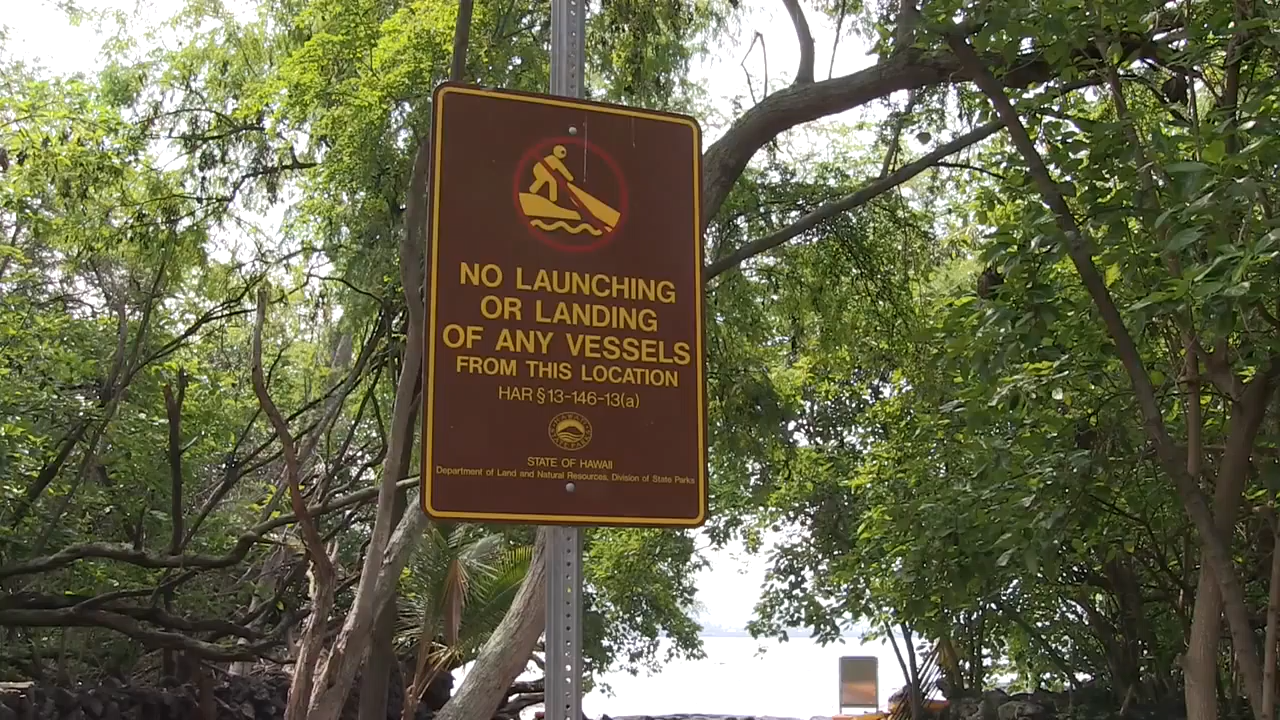 NO LAUNCHING
OR LANDING
OF ANY VESSELS
FROM THIS LOCATION
HAR § 13-146-13(a)
STATE OF HAWAII
Department of Land and Natural Resources, Division of State Parks